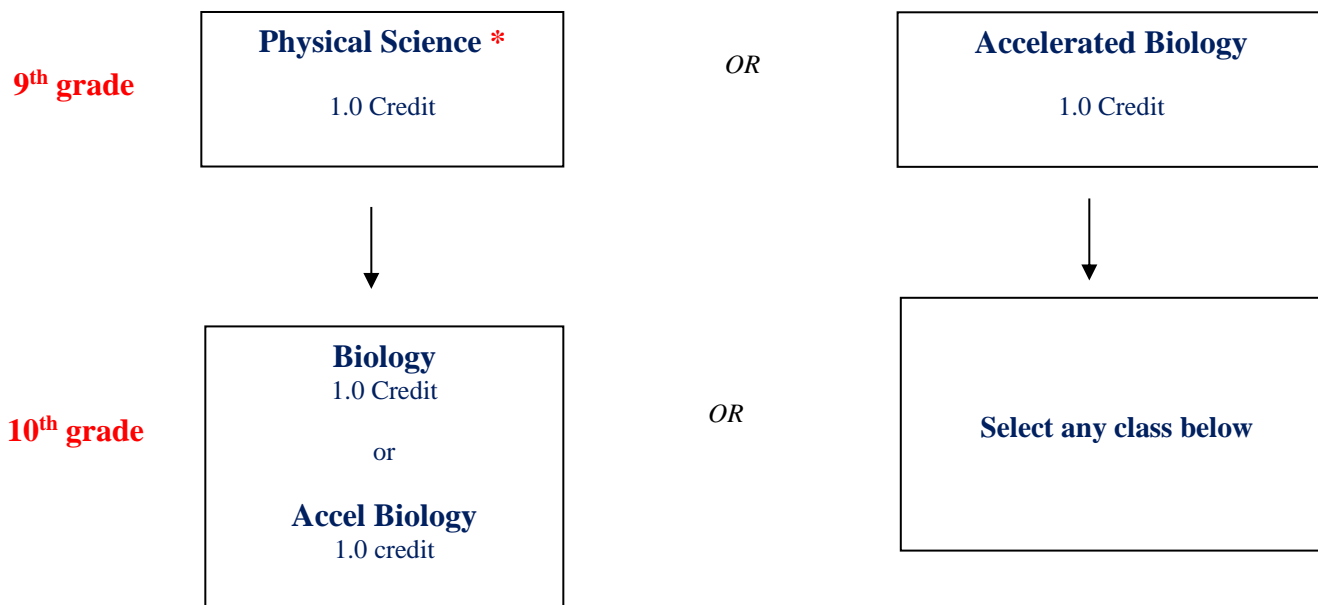 Physical Science *
1.0 Credit
9th grade
OR
Accelerated Biology
1.0 Credit
Biology
1.0 Credit
or
Accel Biology
1.0 credit
10th grade
OR
Select any class below